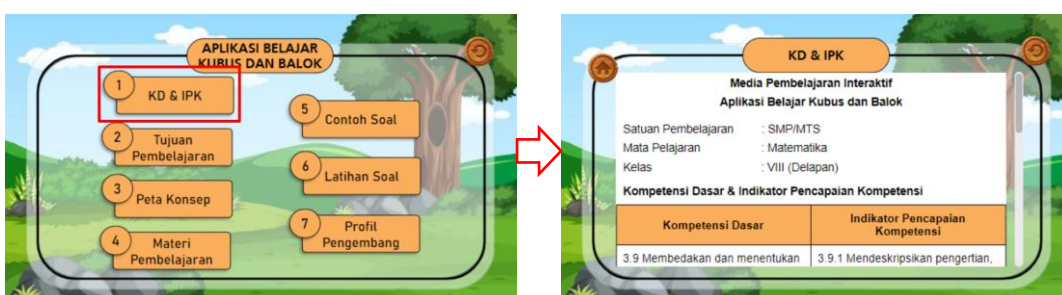 APLIKASI BELAJAR
KUBUS DAN BALOK
1
KD & IPK
2
Tujuan
Pembelajaran
3
Peta Konsep
4
Materi
Pembelajaran
5
Contoh Soal
6
Latihan Soal
7
Profil
Pengembang
KD & IPK
Media Pembelajaran Interaktif
Aplikasi Belajar Kubus dan Balok
Satuan Pembelajaran : SMP/MTS
Mata Pelajaran : Matematika
Kelas : VIII (Delapan)
Kompetensi Dasar & Indikator Pencapaian Kompetensi
Kompetensi Dasar
Indikator Pencapaian
Kompetensi
3.9 Membedakan dan menentukan
3.9.1 Mendeskripsikan pengertian,